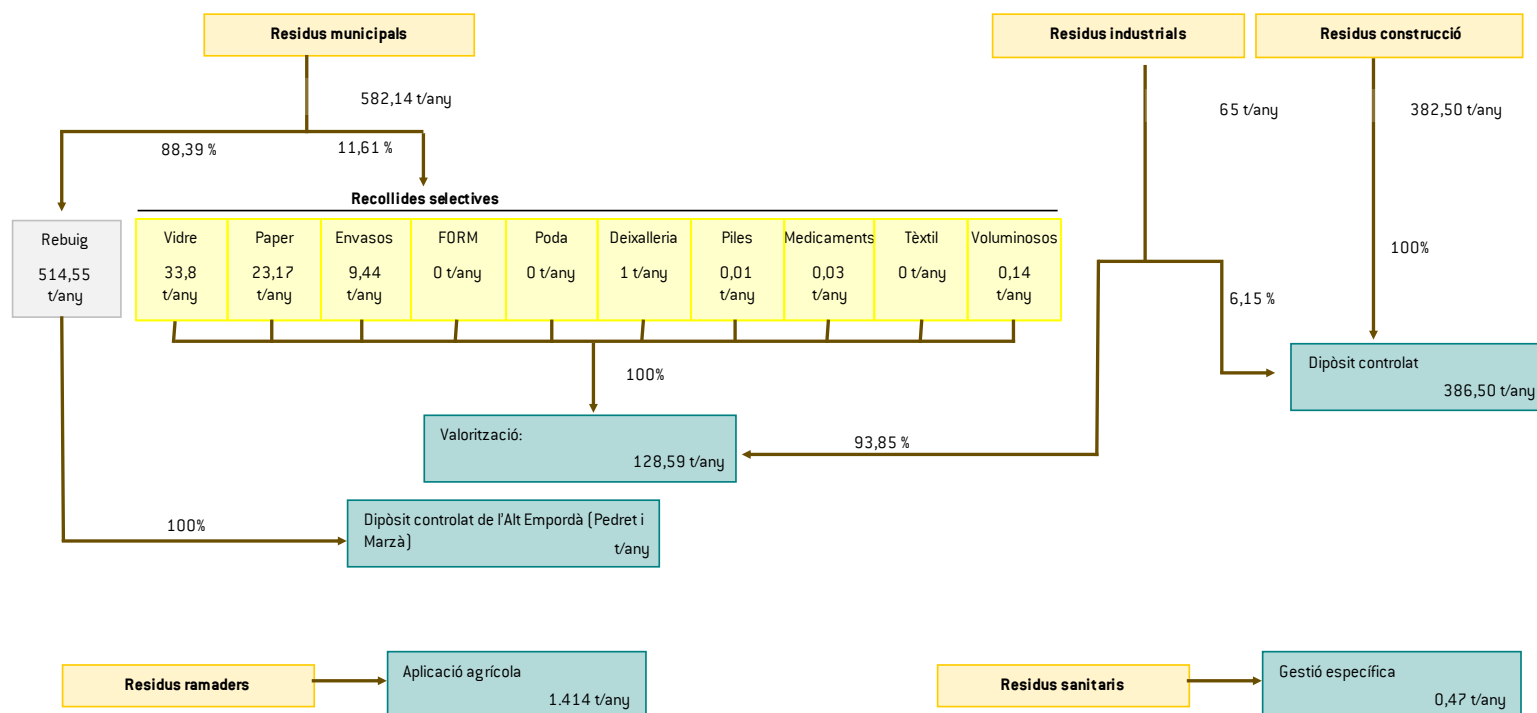 Residus municipals
Residus industrials
Residus construcció
582,14 t/any
65 t/any
382,50 t/any
88,39 %
11,61 %
Recollides selectives
Rebuig
514,55
t/any
Vidre
33,8
t/any
Paper
23,17
t/any
Envasos
9,44
t/any
FORM
0 t/any
Poda
0 t/any
Deixalleria
1 t/any
Piles
0,01
t/any
Medicaments
0,03
t/any
Tèxtil
0 t/any
Voluminosos
0,14
t/any
100%
6,15 %
Dipòsit controlat
386,50 t/any
100%
Valorització:
128,59 t/any
93,85 %
100%
Dipòsit controlat de l'Alt Empordà (Pedret i
Marzà)
t/any
Residus ramaders
Aplicació agrícola
1.414 t/any
Residus sanitaris
Gestió específica
0,47 t/any